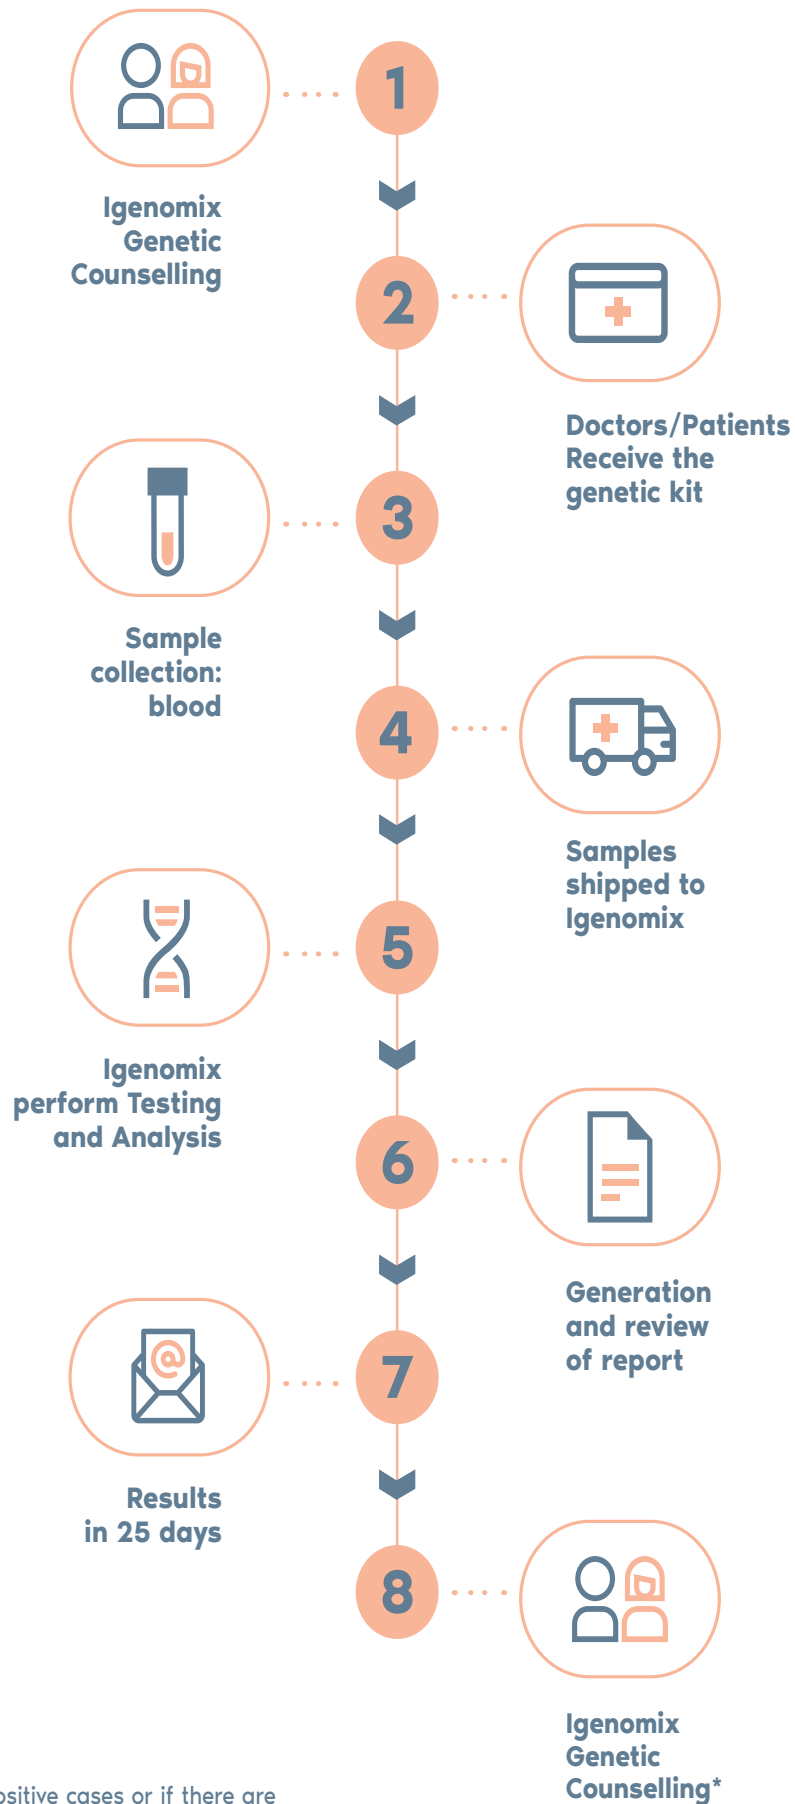 1
Igenomix
Genetic
Counselling
2
Doctors/Patients
Receive the
genetic kit
3
Sample
collection:
blood
4
Samples
shipped to
Igenomix
5
Igenomix
perform Testing
and Analysis
6
Generation
and review
of report
7
@
Results
in 25 days
8
Igenomix
Genetic
Counselling*
cases or if there are